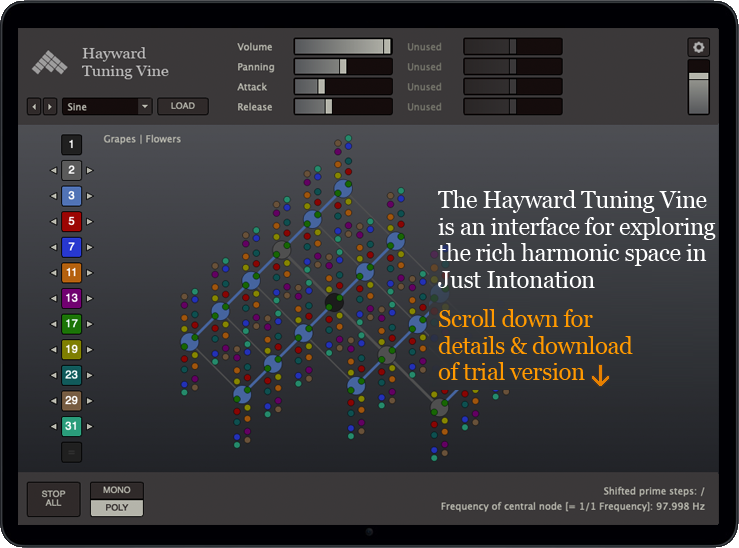 Hayward
Tuning Vine
Volume
Panning
Attack
Release
Unused
Unused
Unused
Unused
Sine
LOAD
Grapes | Flowers
1
2
3
5
7
11
13
17
19
23
29
31
The Hayward Tuning Vine
is an interface for exploring
the rich harmonic space in
Just Intonation
Scroll down for
details & download
of trial version ↓
STOP
ALL
MONO
POLY
Shifted prime steps: /
Frequency of central node [= 1/1 Frequency]: 97.998 Hz